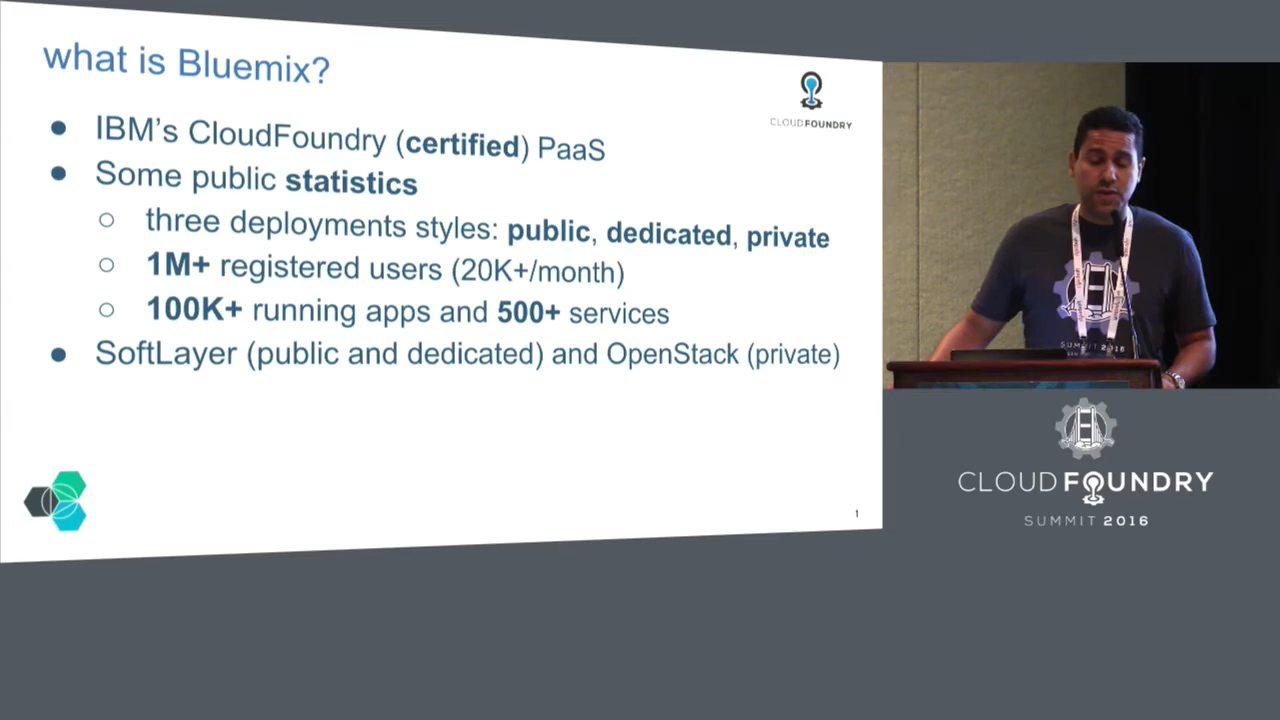 what is Bluemix?
CLOUDFOUNDRY
● IBM's CloudFoundry (certified) PaaS
● Some public statistics
○ three deployments styles: public, dedicated, private
○ 1M+ registered users (20K+/month)
○ 100K+ running apps and 500+ services
● SoftLayer (public and dedicated) and OpenStack (private)
1
SUMMIT 2016
CLOUD FOUNDRY
SUMMIT 2016